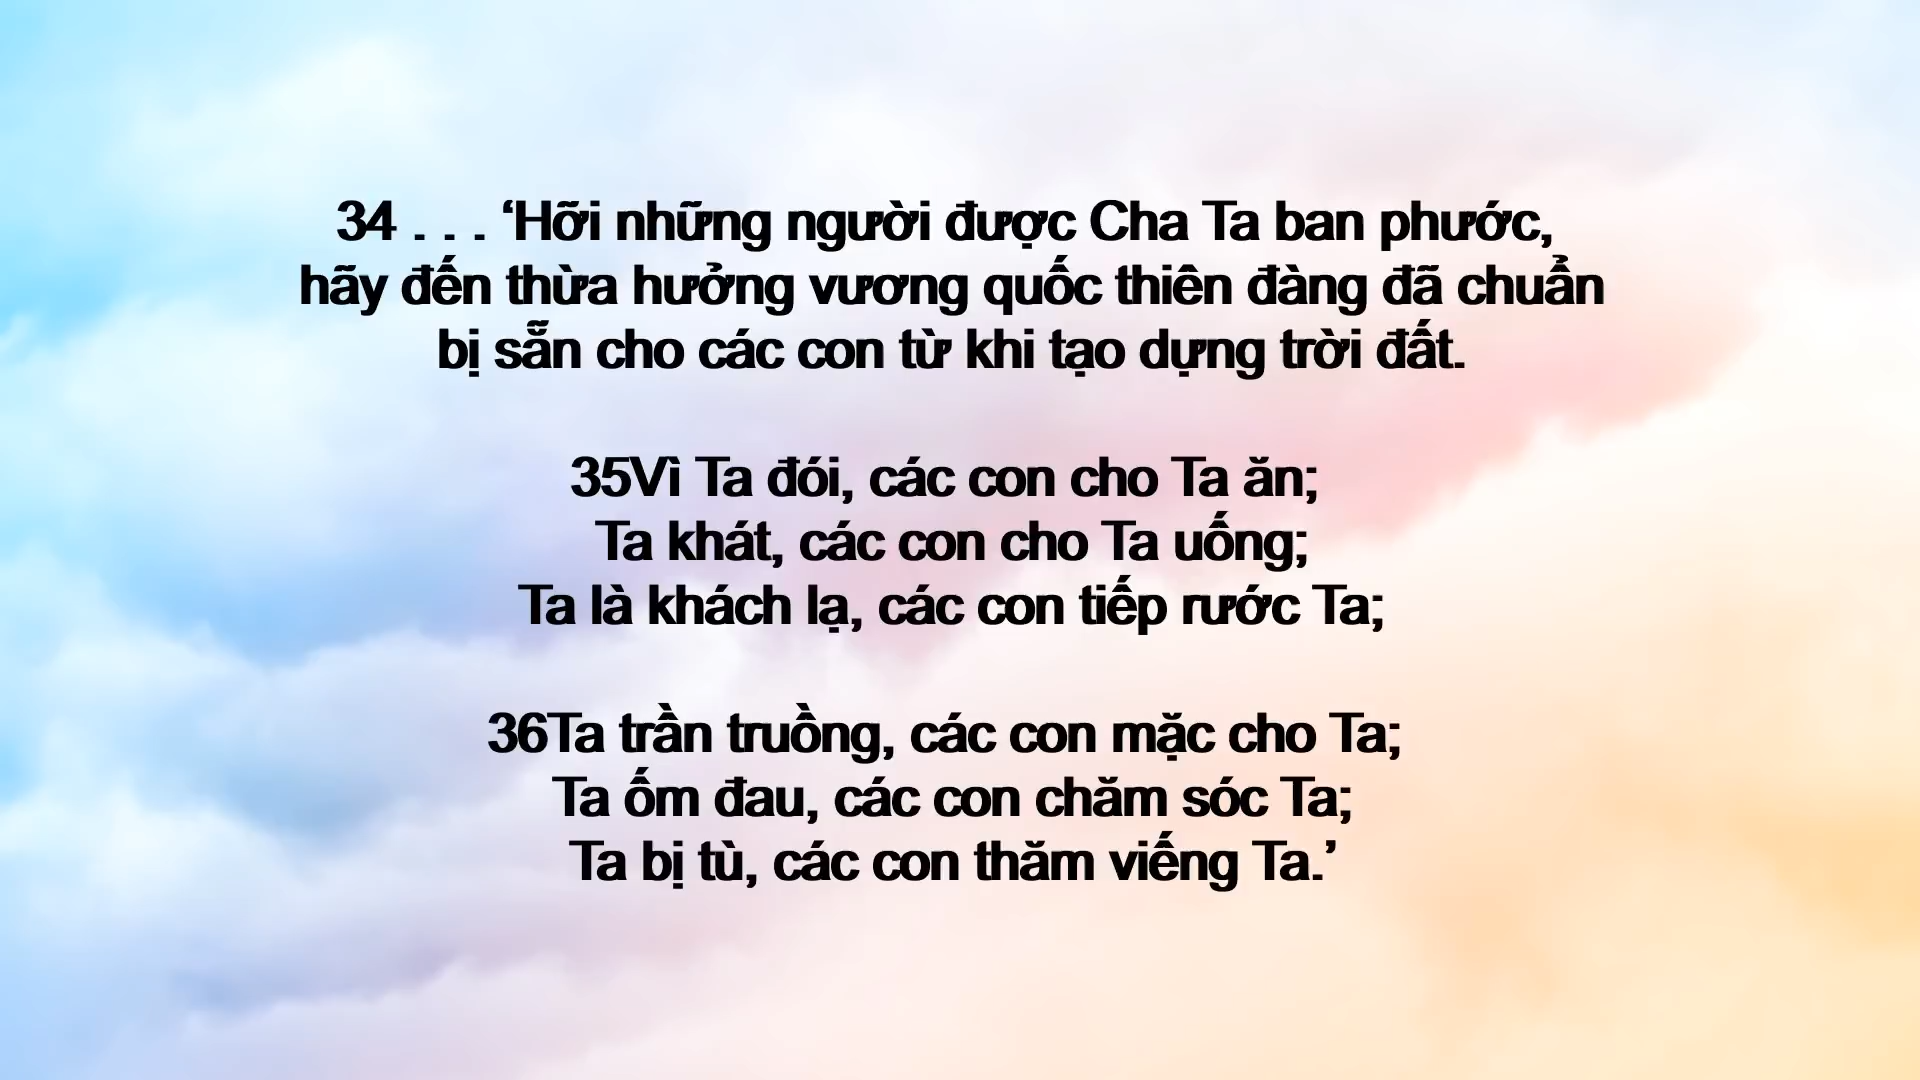 34 . . . ‘Hỡi những người được Cha Ta ban phước,
hãy đến thừa hưởng vương quốc thiên đàng đã chuẩn
bị sẵn cho các con từ khi tạo dựng trời đất.
35Vì Ta đói, các con cho Ta ăn;
Ta khát, các con cho Ta uống;
Ta là khách lạ, các con tiếp rước Ta;
36Ta trần truồng, các con mặc cho Ta;
Ta ốm đau, các con chăm sóc Ta;
Ta bị tù, các con thăm viếng Ta.’